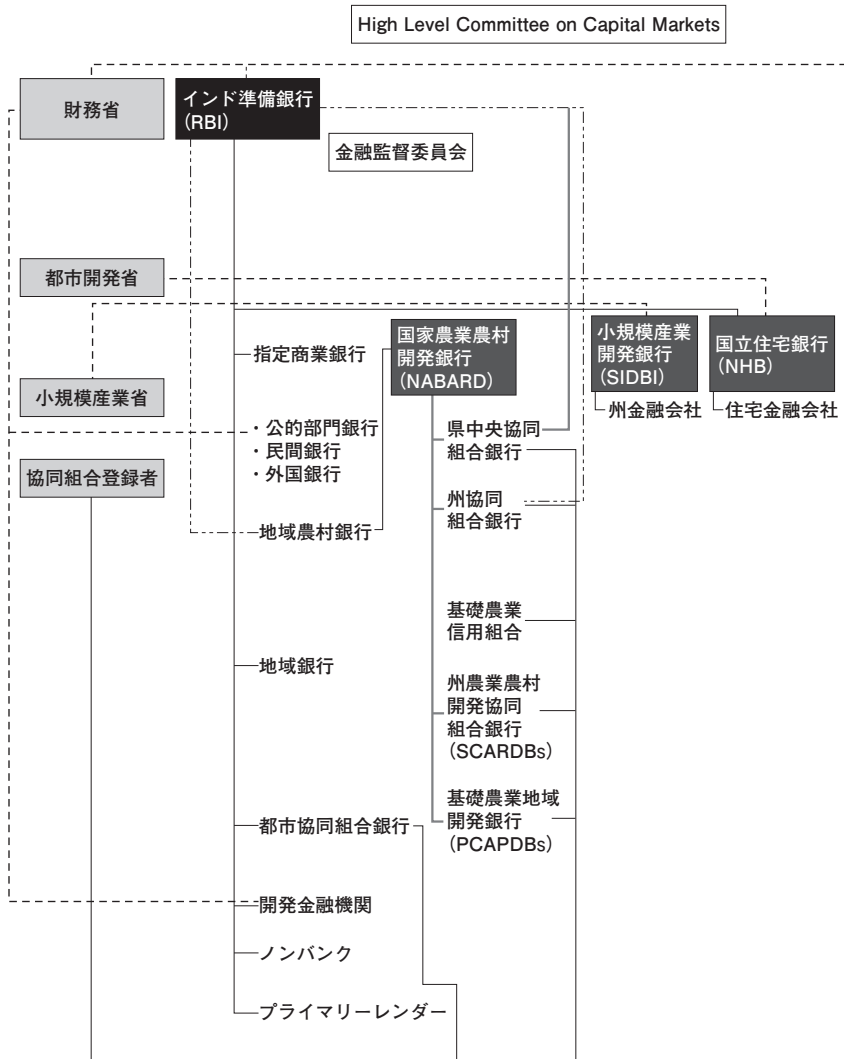 High Level Committee on Capital Markets
財務省
インド準備銀行
(RBI)
金融監督委員会
都市開発省
小規模産業省
協同組合登録者
指定商業銀行
・公的部門銀行
・民間銀行
・外国銀行
地域農村銀行
地域銀行
都市協同組合銀行
開発金融機関
ノンバンク
プライマリーレンダー
国家農業農村
開発銀行
(NABARD)
県中央協同
組合銀行
州協同
組合銀行
基礎農業
信用組合
州農業農村
開発協同
組合銀行
(SCARDBs)
基礎農業地域
開発銀行
(PCAPDBs)
小規模産業
開発銀行
(SIDBI)
州金融会社
国立住宅銀行
(NHB)
住宅金融会社